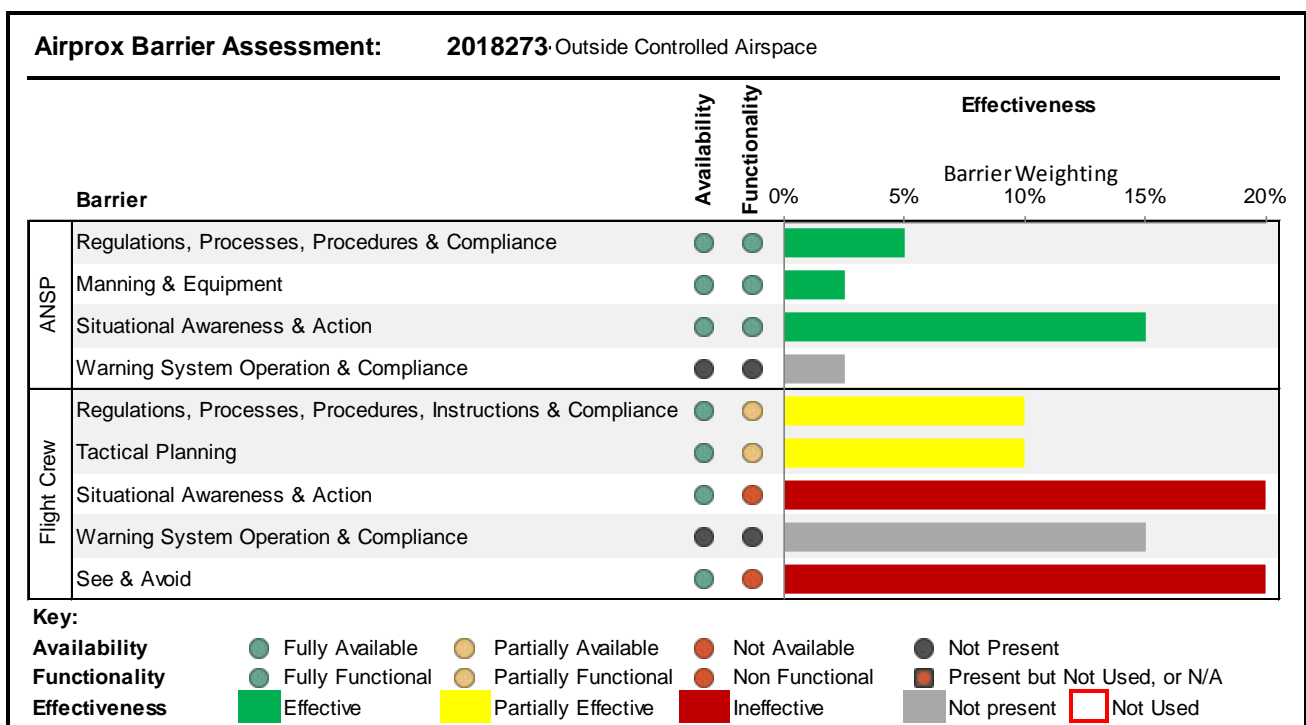 Airprox Barrier Assessment: 2018273 Outside Controlled Airspace
Availability
Functionality
Effectiveness
Barrier Weighting
Barrier
0% 5% 10% 15% 20%
ANSP
Regulations, Processes, Procedures & Compliance
Manning & Equipment
Situational Awareness & Action
Warning System Operation & Compliance
Flight Crew
Regulations, Processes, Procedures, Instructions & Compliance
Tactical Planning
Situational Awareness & Action
Warning System Operation & Compliance
See & Avoid
Key:
Availability Fully Available Partially Available Not Available Not Present
Functionality Fully Functional Partially Functional Non Functional Present but Not Used, or N/A
Effectiveness Effective Partially Effective Ineffective Not present Not Used